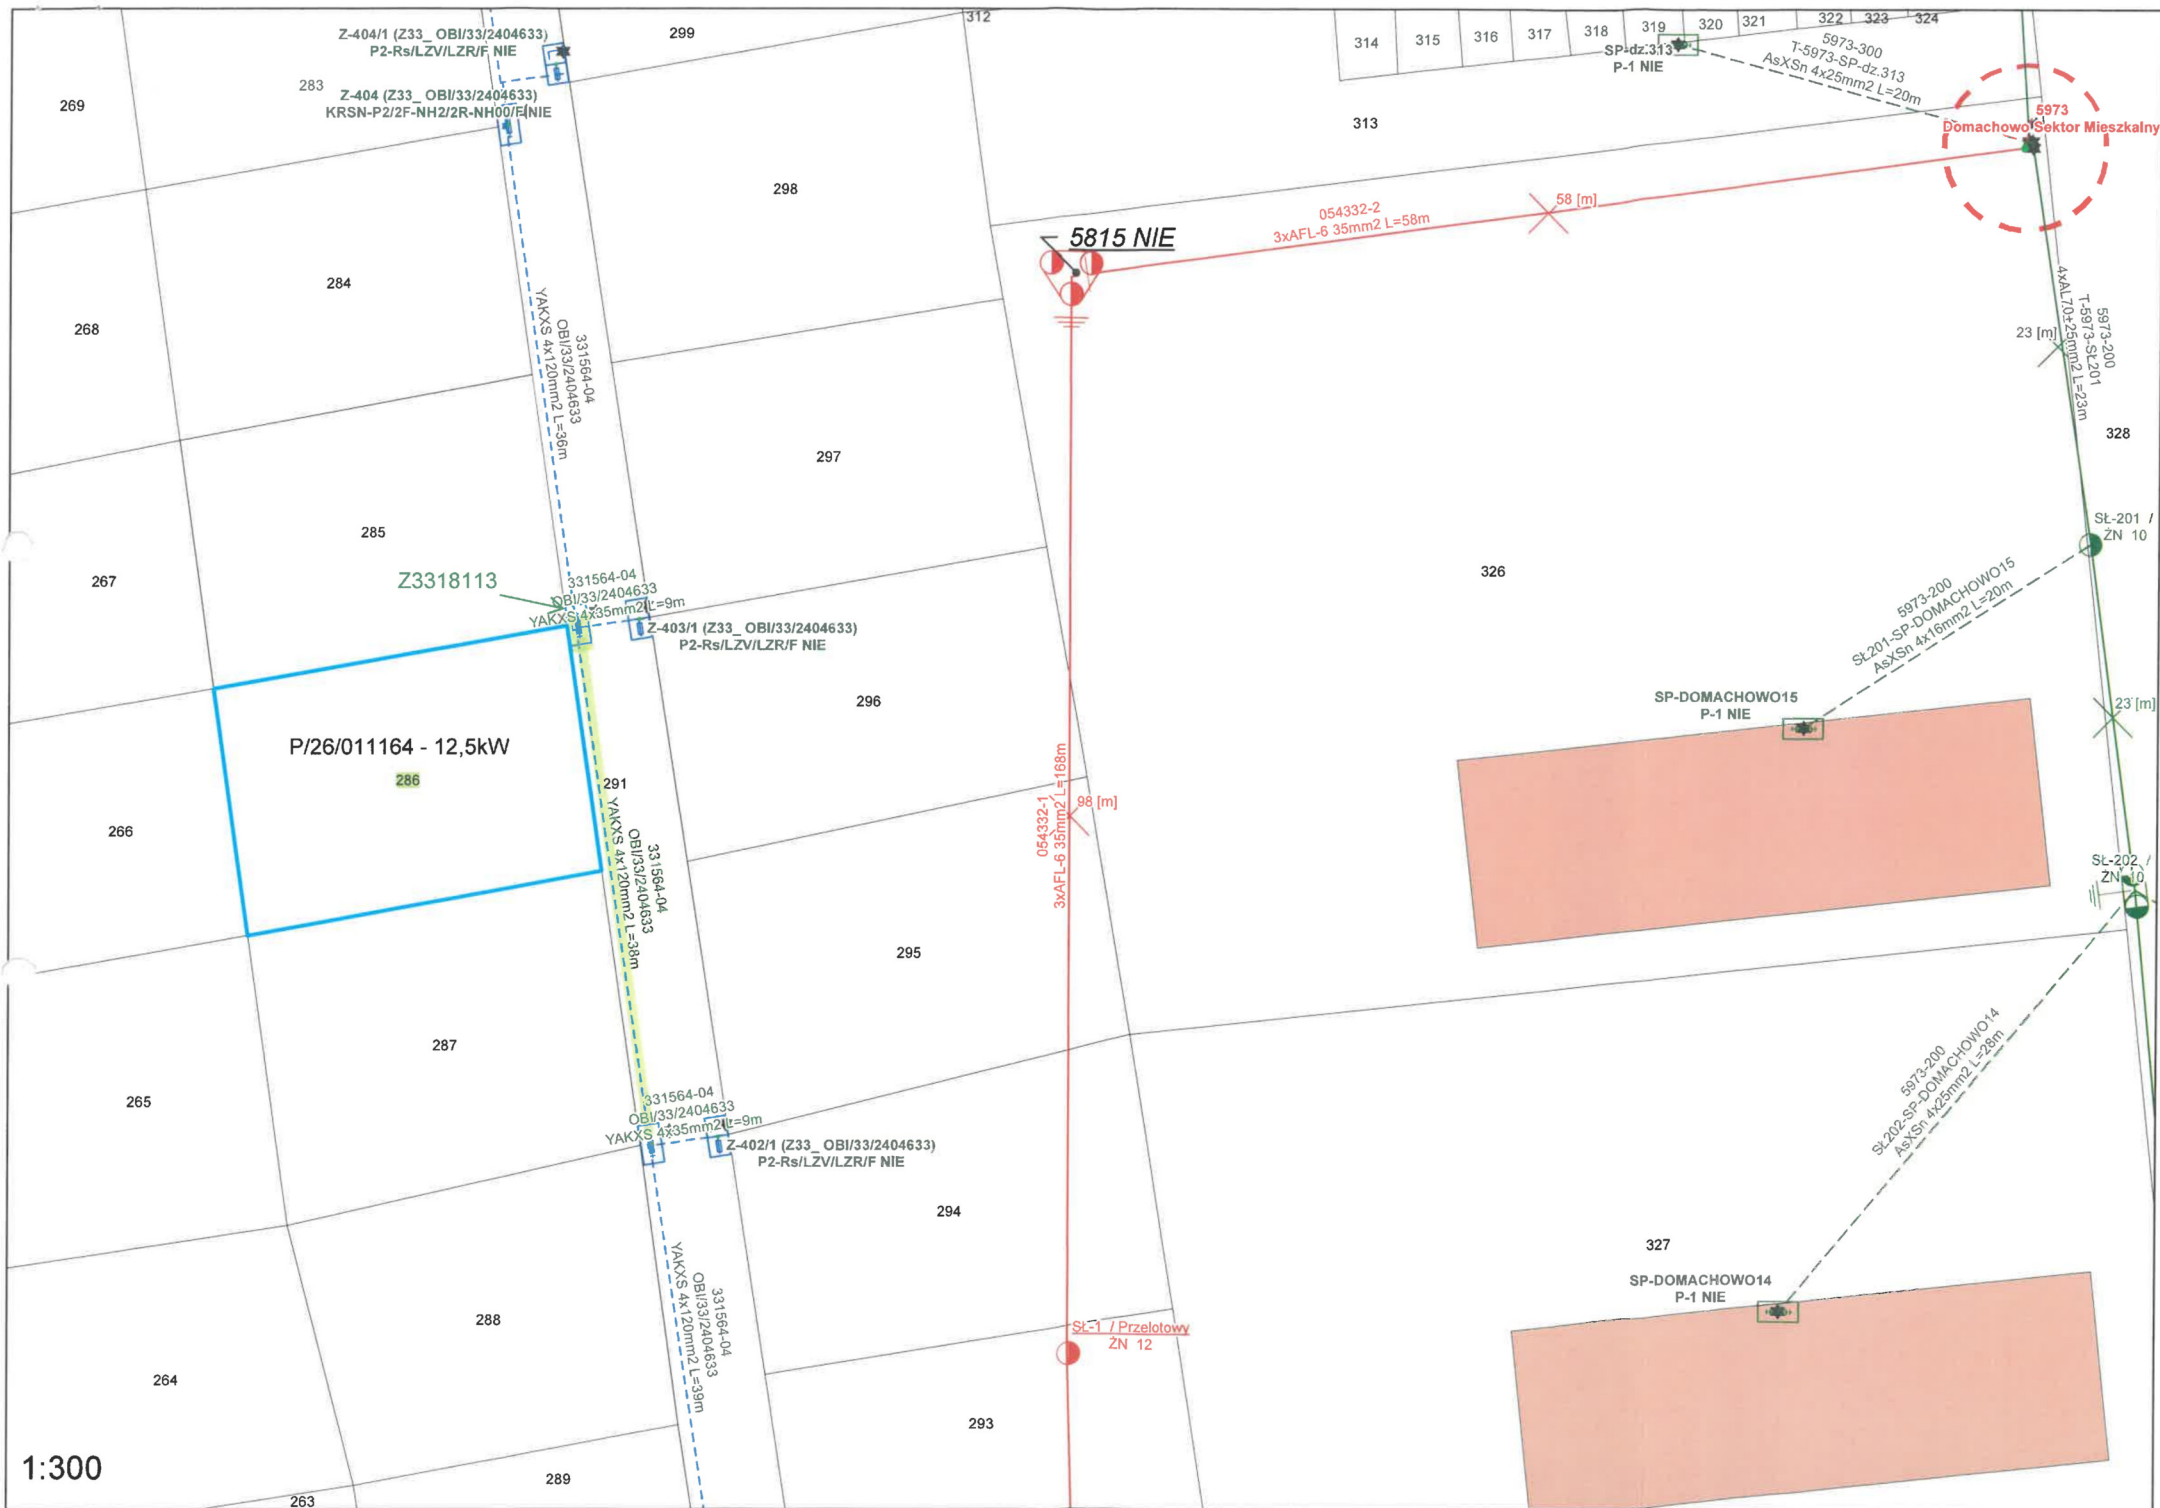 Z-404/1 (Z33_ OBI/33/2404633)
P2-Rs/LZV/LZR/F NIE
299
312
283
269
Z-404 (Z33_ OBI/33/2404633)
KRSN-P2/2F-NH2/2R-NH00/F NIE
314
315
316
317
318
319
320
321
322
323
324
SP-dz.313
P-1 NIE
5973-300
T-5973-SP-dz.313
AsXSn 4x25mm2 L=20m
5973
Domachowo Sektor Mieszkalny
313
298
054332-2
3xAFL-6 35mm2 L=58m
58 [m]
5815 NIE
284
268
331564-04
OBI/33/2404633
YAKXS 4x120mm2 L=36m
5973-200
T-5973-SŁ201
4xAL70+25mm2 L=23m
23 [m]
328
297
285
267
Z3318113
331564-04
OBI/33/2404633
YAKXS 4x35mm2 L=9m
Z-403/1 (Z33_ OBI/33/2404633)
P2-Rs/LZV/LZR/F NIE
326
SŁ-201 /
ŻN 10
5973-200
SŁ201-SP-DOMACHOWO15
AsXSn 4x16mm2 L=20m
296
SP-DOMACHOWO15
P-1 NIE
23 [m]
P/26/011164 - 12,5kW
286
291
266
331564-04
OBI/33/2404633
YAKXS 4x120mm2 L=38m
054332-1
3xAFL-6 35mm2 L=168m
98 [m]
SŁ-202 /
ŻN 10
295
287
265
331564-04
OBI/33/2404633
YAKXS 4x35mm2 L=9m
Z-402/1 (Z33_ OBI/33/2404633)
P2-Rs/LZV/LZR/F NIE
5973-200
SŁ202-SP-DOMACHOWO14
AsXSn 4x25mm2 L=28m
294
327
SP-DOMACHOWO14
P-1 NIE
331564-04
OBI/33/2404633
YAKXS 4x120mm2 L=39m
288
SŁ-1 / Przelotowy
ŻN 12
264
293
1:300
289
263